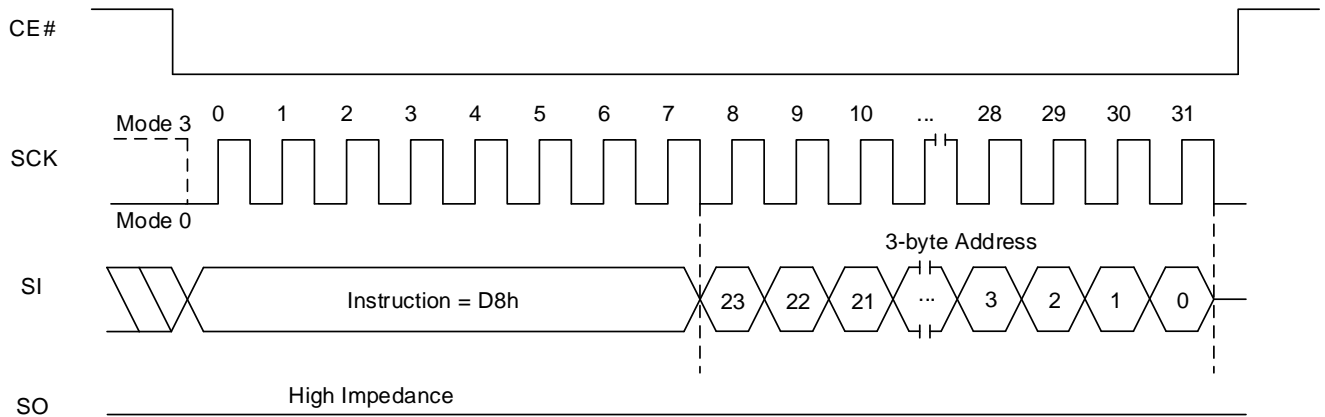 CE#
0 1 2 3 4 5 6 7 8 9 10 ... 28 29 30 31
Mode 3
SCK
Mode 0
3-byte Address
SI
Instruction = D8h 23 22 21 ... 3 2 1 0
High Impedance
SO